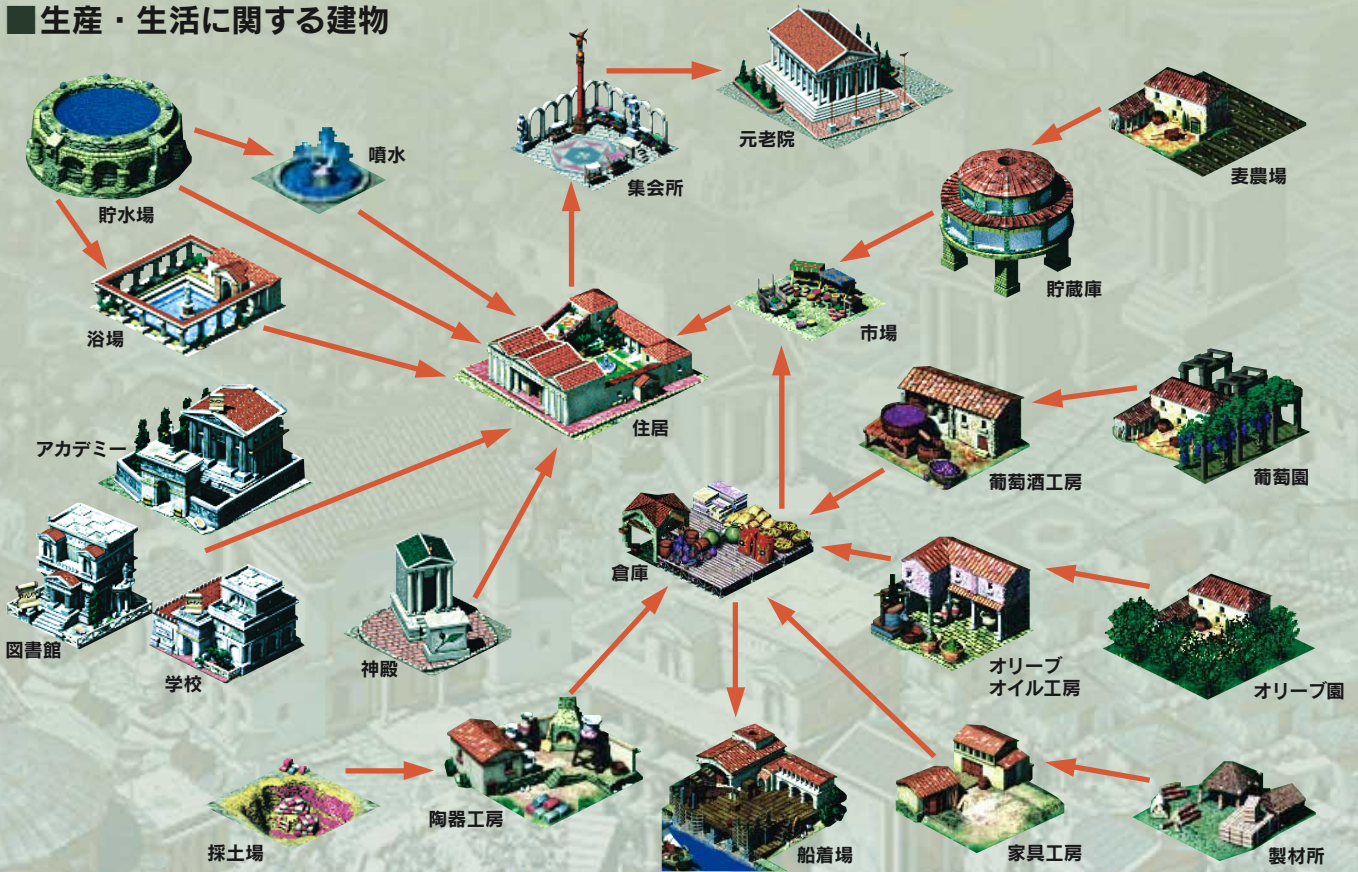 ■生産・生活に関する建物
元老院
噴水
集会所
麦農場
貯水場
貯蔵庫
浴場
市場
住居
アカデミー
葡萄酒工房
葡萄園
倉庫
図書館
学校
神殿
オリーブ
オイル工房
オリーブ園
陶器工房
採土場
船着場
家具工房
製材所